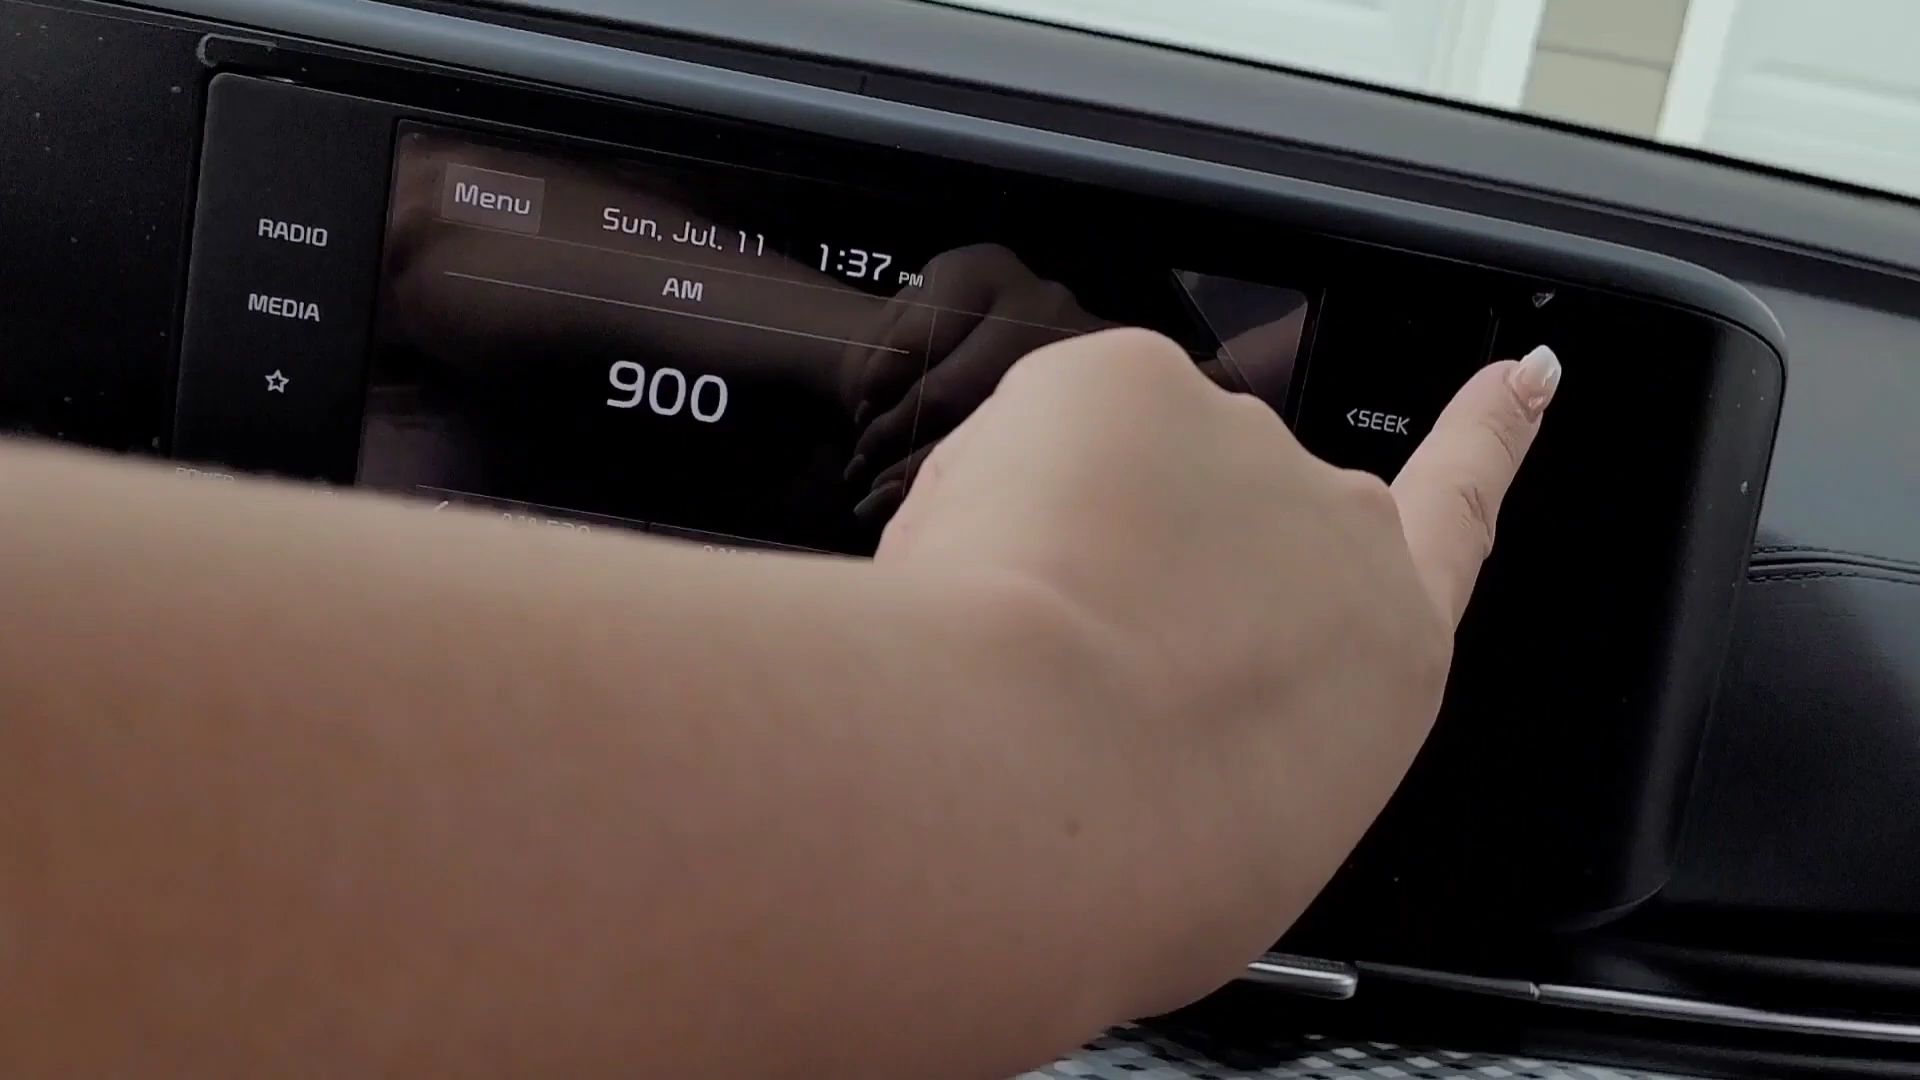 RADIO
MEDIA
Menu
Sun, Jul. 11
1:37 PM
AM
900
<SEEK